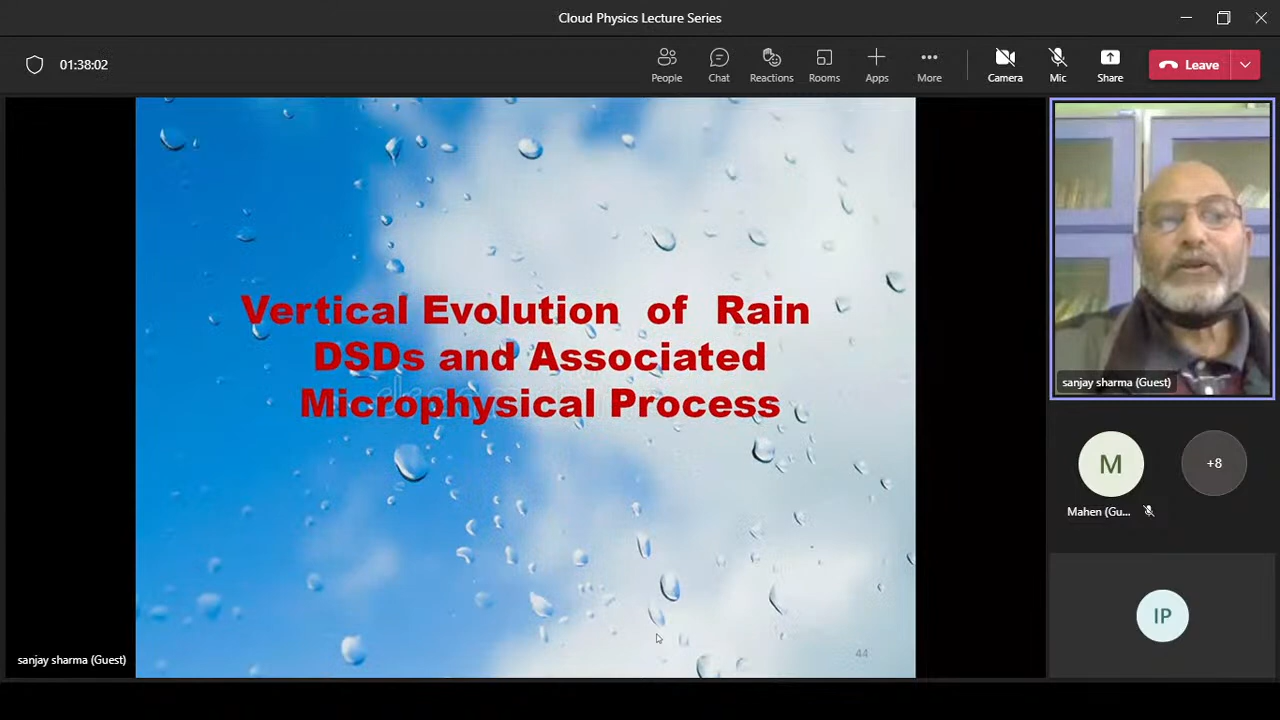 Cloud Physics Lecture Series
01:38:02
People
Chat
Reactions
Rooms
Apps
More
Camera
Mic
Share
Leave
Vertical Evolution of Rain
DSDs and Associated
Microphysical Process
44
sanjay sharma (Guest)
sanjay sharma (Guest)
M
+8
Mahen (Gu...
IP